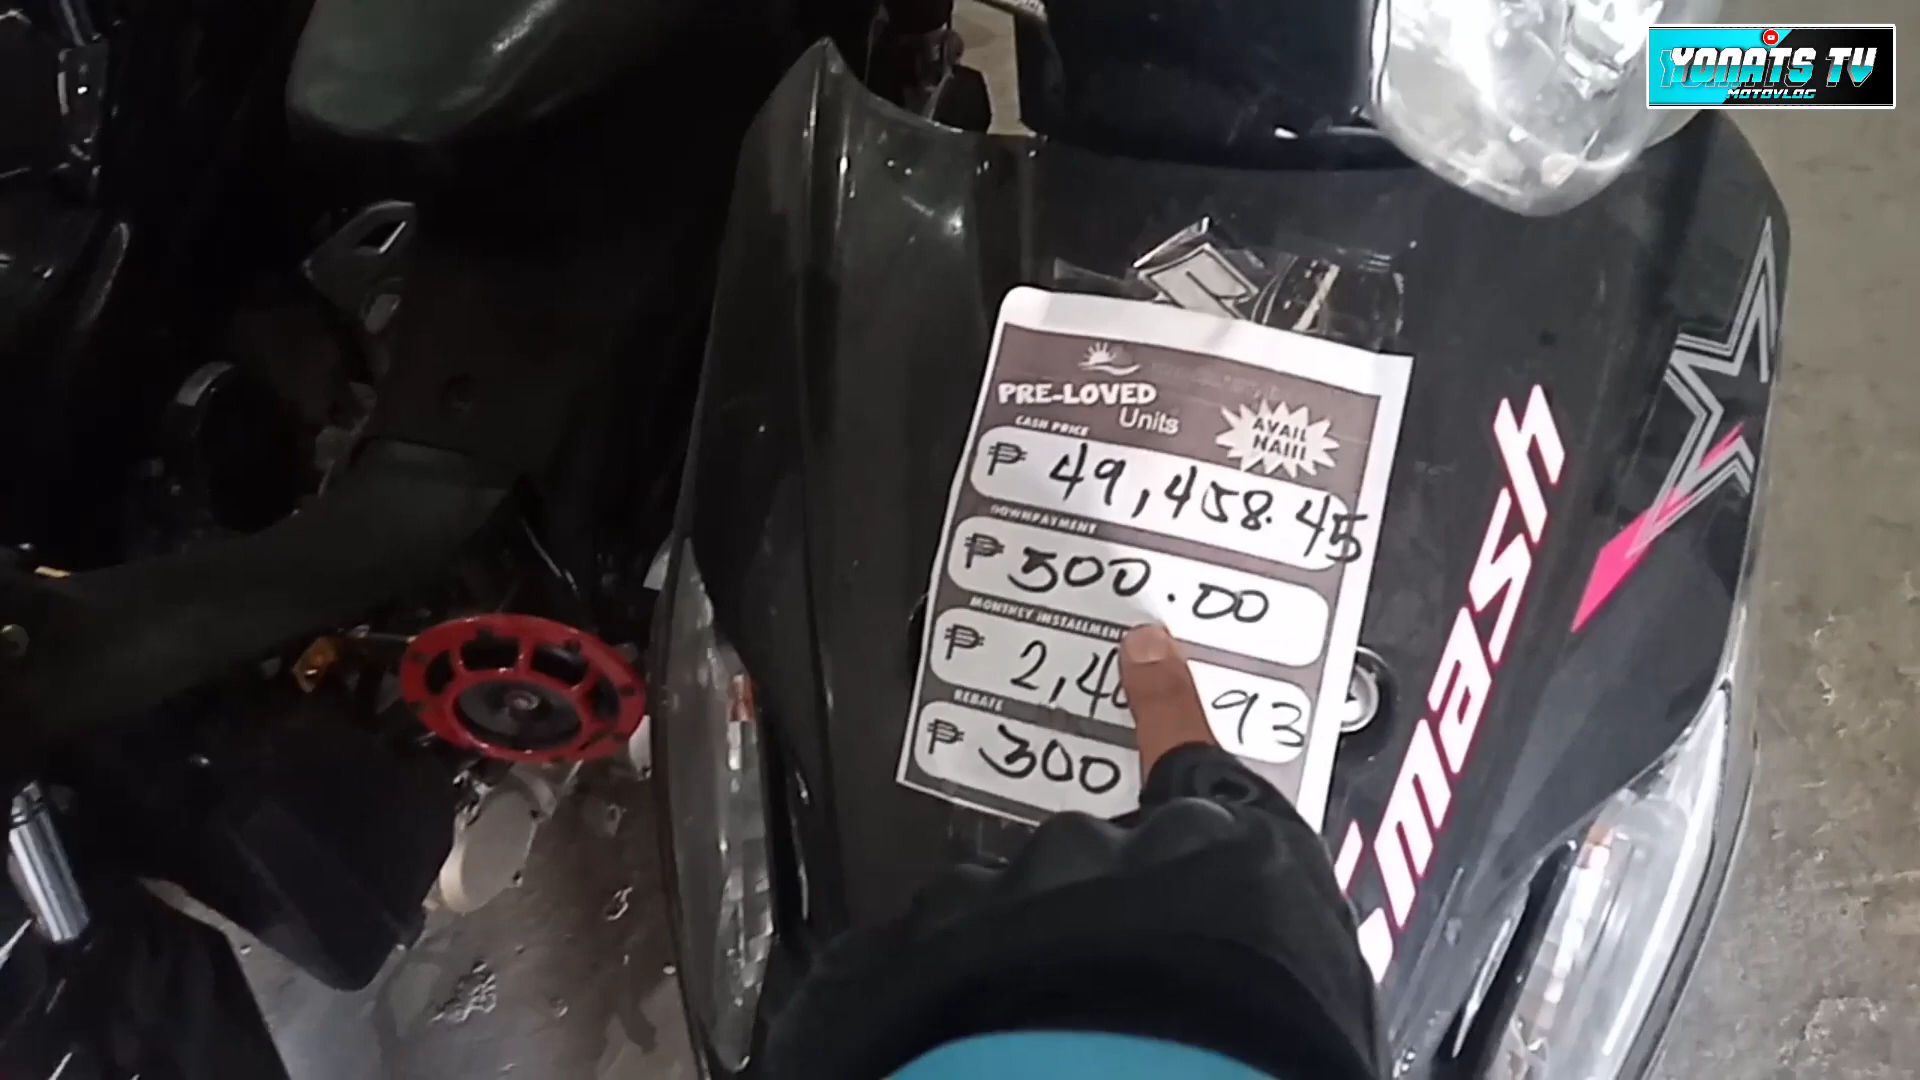 YONATS TV
MOTOVLOG
PRE-LOVED
Units
AVAIL
NA!!!
CASH PRICE
₱ 49,458.45
DOWNPAYMENT
₱ 500.00
MONTHLY INSTALLMENT
₱ 2,4 93
REBATE
₱ 300
Smash